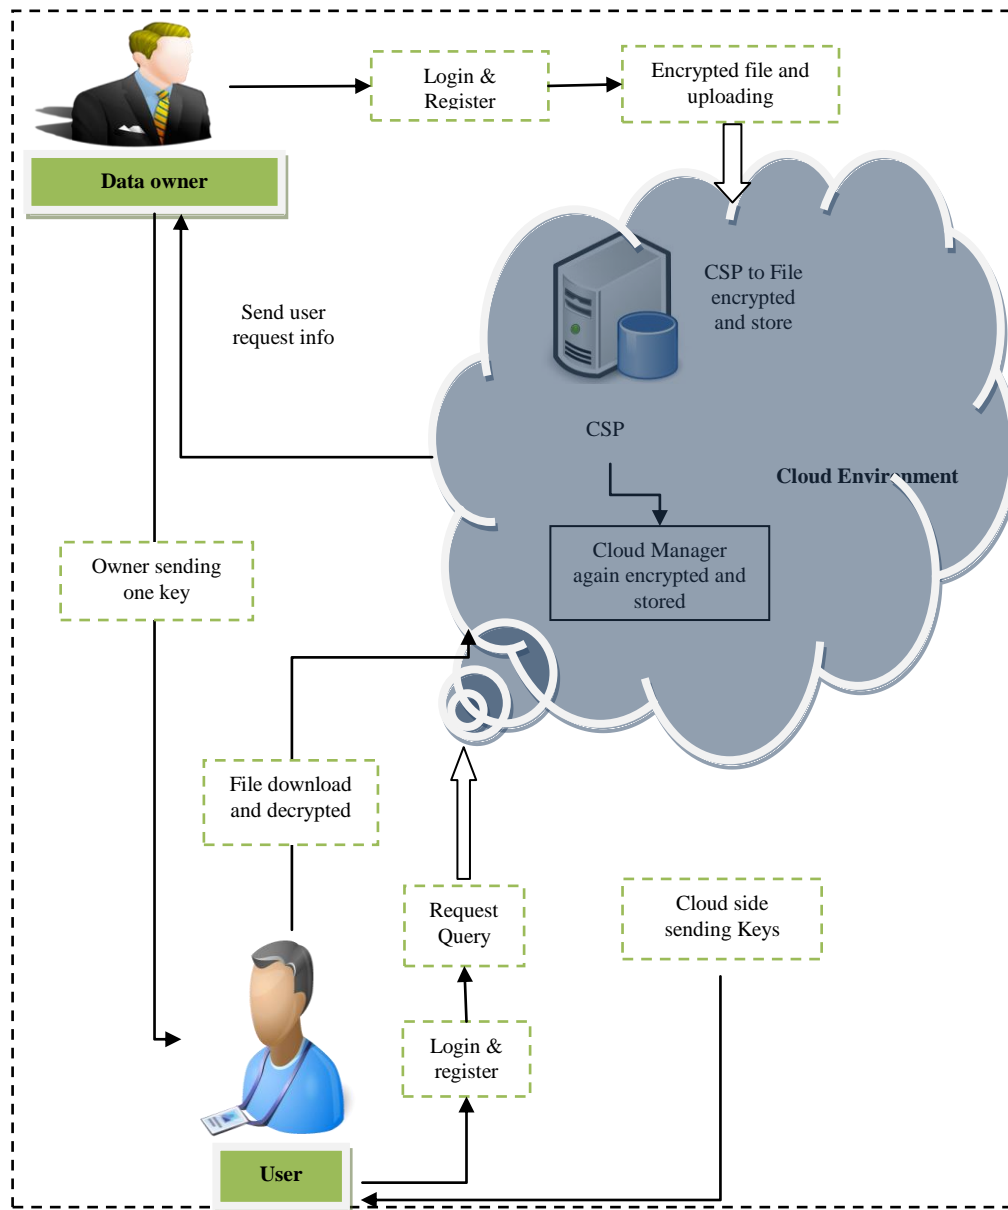 Login &
Register
Encrypted file and
uploading
Data owner
CSP to File
encrypted
and store
Send user
request info
CSP
Cloud Environment
Cloud Manager
again encrypted and
stored
Owner sending
one key
File download
and decrypted
Request
Query
Cloud side
sending Keys
Login &
register
User